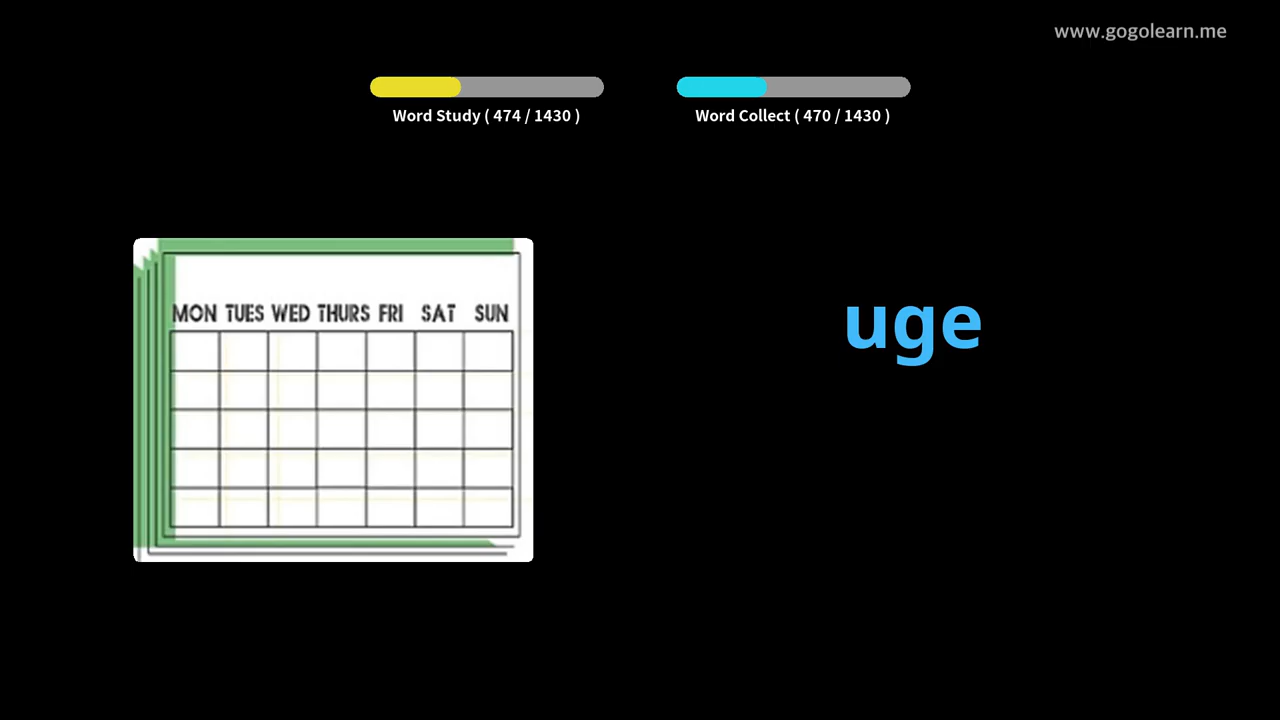 www.gogolearn.me
Word Study ( 474 / 1430 )
Word Collect ( 470 / 1430 )
MON TUES WED THURS FRI SAT SUN
uge